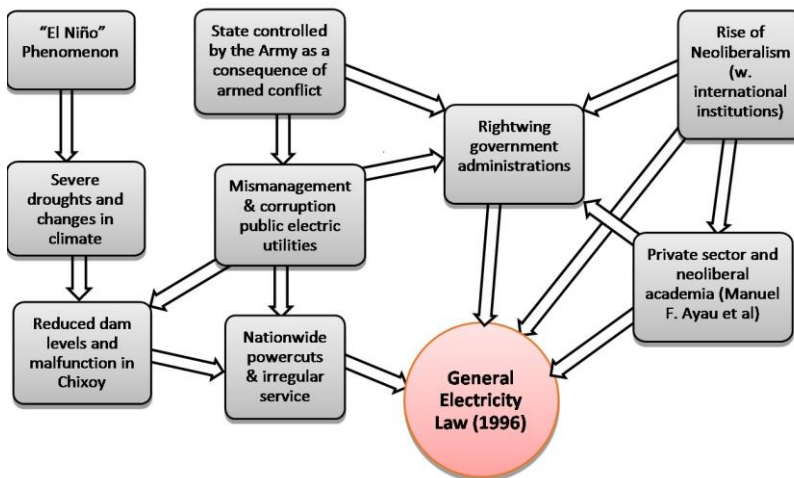 “El Niño”
Phenomenon
State controlled
by the Army as a
consequence of
armed conflict
Rise of
Neoliberalism
(w.
international
institutions)
Rightwing
government
administrations
Severe
droughts and
changes in
climate
Mismanagement
& corruption
public electric
utilities
Private sector and
neoliberal
academia (Manuel
F. Ayau et al)
Reduced dam
levels and
malfunction in
Chixoy
Nationwide
powercuts
& irregular
service
General
Electricity
Law (1996)